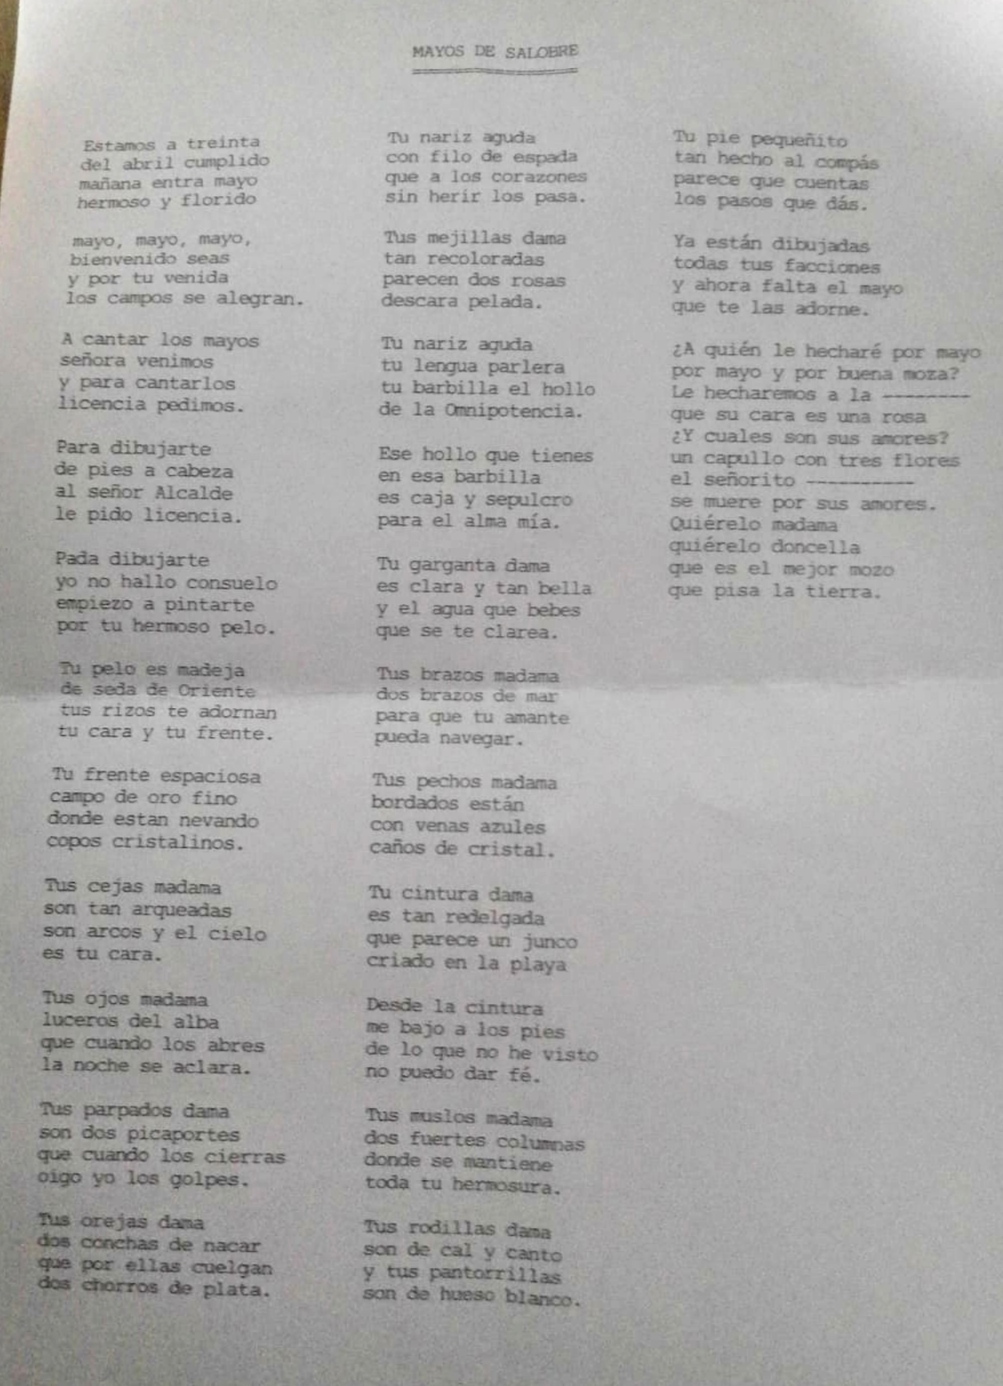 MAYOS DE SALOBRE
Estamos a treinta
del abril cumplido
mañana entra mayo
hermoso y florido
mayo, mayo, mayo,
bienvenido seas
y por tu venida
los campos se alegran.
A cantar los mayos
señora venimos
y para cantarlos
licencia pedimos.
Para dibujarte
de pies a cabeza
al señor Alcalde
le pido licencia.
Pada dibujarte
yo no hallo consuelo
empiezo a pintarte
por tu hermoso pelo.
Tu pelo es madeja
de seda de Oriente
tus rizos te adornan
tu cara y tu frente.
Tu frente espaciosa
campo de oro fino
donde estan nevando
copos cristalinos.
Tus cejas madama
son tan arqueadas
son arcos y el cielo
es tu cara.
Tus ojos madama
luceros del alba
que cuando los abres
la noche se aclara.
Tus parpados dama
son dos picaportes
que cuando los cierras
oigo yo los golpes.
Tus orejas dama
dos conchas de nacar
que por ellas cuelgan
dos chorros de plata.
Tu nariz aguda
con filo de espada
que a los corazones
sin herir los pasa.
Tus mejillas dama
tan recoloradas
parecen dos rosas
descara pelada.
Tu nariz aguda
tu lengua parlera
tu barbilla el hollo
de la Omnipotencia.
Ese hollo que tienes
en esa barbilla
es caja y sepulcro
para el alma mía.
Tu garganta dama
es clara y tan bella
y el agua que bebes
que se te clarea.
Tus brazos madama
dos brazos de mar
para que tu amante
pueda navegar.
Tus pechos madama
bordados están
con venas azules
caños de cristal.
Tu cintura dama
es tan redelgada
que parece un junco
criado en la playa
Desde la cintura
me bajo a los pies
de lo que no he visto
no puedo dar fé.
Tus muslos madama
dos fuertes columnas
donde se mantiene
toda tu hermosura.
Tus rodillas dama
son de cal y canto
y tus pantorrillas
son de hueso blanco.
Tu pie pequeñito
tan hecho al compás
parece que cuentas
los pasos que dás.
Ya están dibujadas
todas tus facciones
y ahora falta el mayo
que te las adorne.
¿A quién le hecharé por mayo
por mayo y por buena moza?
Le hecharemos a la --------
que su cara es una rosa
¿Y cuales son sus amores?
un capullo con tres flores
el señorito ----------
se muere por sus amores.
Quiérelo madama
quiérelo doncella
que es el mejor mozo
que pisa la tierra.